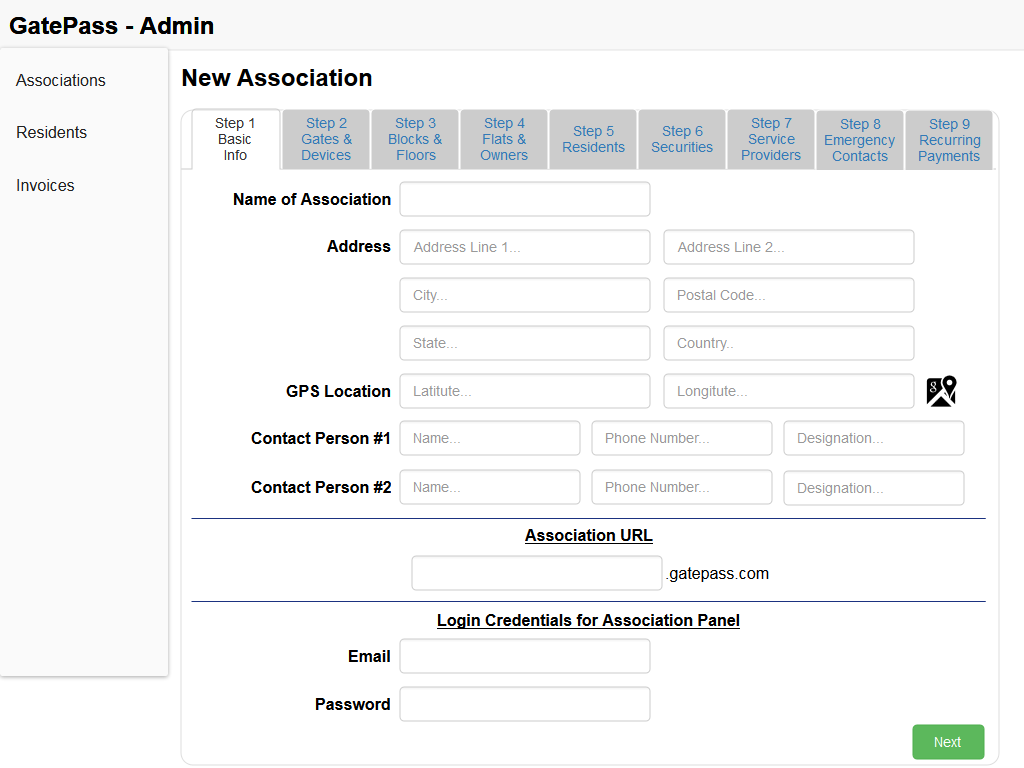 GatePass - Admin
Associations
Residents
Invoices
New Association
Step 1
Basic
Info
Step 2
Gates &
Devices
Step 3
Blocks &
Floors
Step 4
Flats &
Owners
Step 5
Residents
Step 6
Securities
Step 7
Service
Providers
Step 8
Emergency
Contacts
Step 9
Recurring
Payments
Name of Association
Address Address Line 1... Address Line 2...
City... Postal Code...
State... Country..
GPS Location Latitute... Longitute... g
Contact Person #1 Name... Phone Number... Designation...
Contact Person #2 Name... Phone Number... Designation...
Association URL
.gatepass.com
Login Credentials for Association Panel
Email
Password
Next